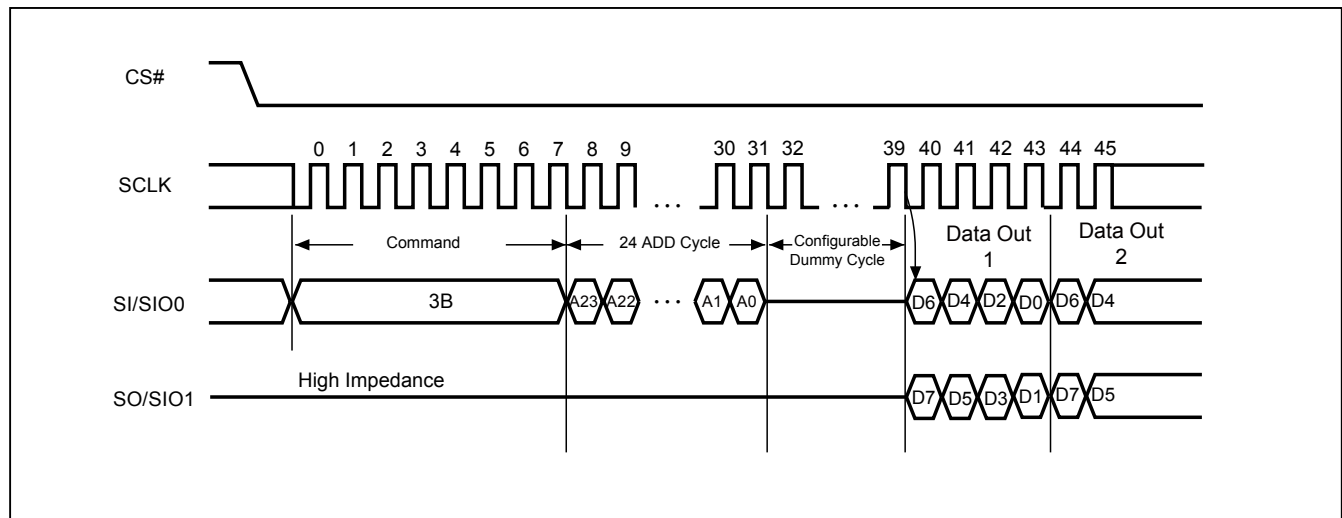 CS#
0 1 2 3 4 5 6 7 8 9 30 31 32 39 40 41 42 43 44 45
SCLK
... ...
Command 24 ADD Cycle Configurable Dummy Cycle Data Out 1 Data Out 2
SI/SIO0 3B A23 A22 ... A1 A0 D6 D4 D2 D0 D6 D4
High Impedance
SO/SIO1 D7 D5 D3 D1 D7 D5